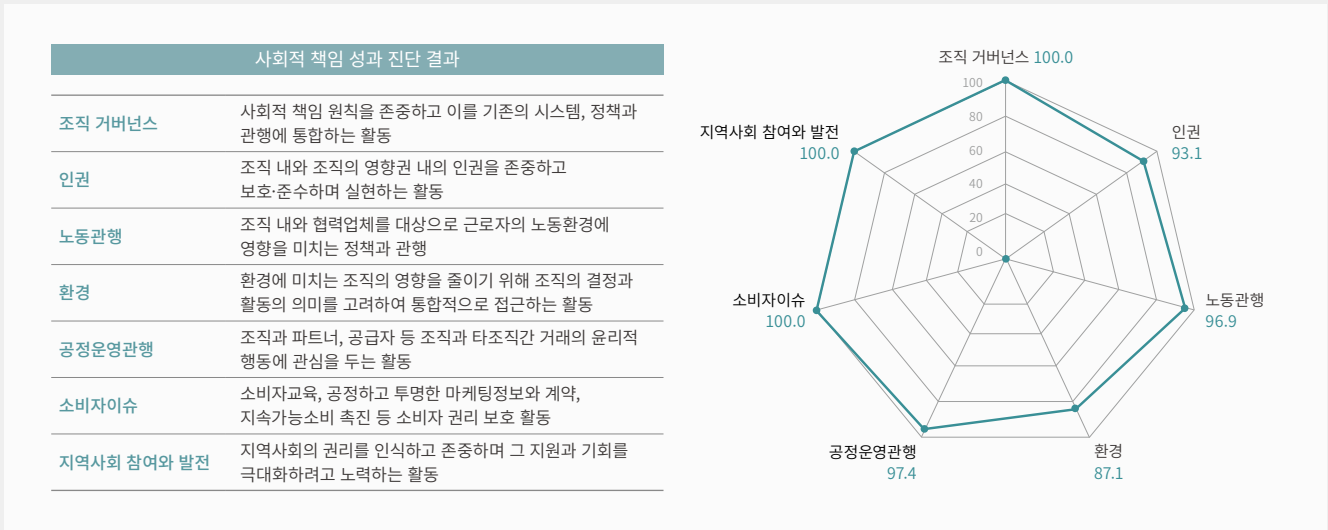 사회적 책임 성과 진단 결과
조직 거버넌스
사회적 책임 원칙을 존중하고 이를 기존의 시스템, 정책과
관행에 통합하는 활동
인권
조직 내와 조직의 영향권 내의 인권을 존중하고
보호·준수하며 실현하는 활동
노동관행
조직 내와 협력업체를 대상으로 근로자의 노동환경에
영향을 미치는 정책과 관행
환경
환경에 미치는 조직의 영향을 줄이기 위해 조직의 결정과
활동의 의미를 고려하여 통합적으로 접근하는 활동
공정운영관행
조직과 파트너, 공급자 등 조직과 타조직간 거래의 윤리적
행동에 관심을 두는 활동
소비자이슈
소비자교육, 공정하고 투명한 마케팅정보와 계약,
지속가능소비 촉진 등 소비자 권리 보호 활동
지역사회 참여와 발전
지역사회의 권리를 인식하고 존중하며 그 지원과 기회를
극대화하려고 노력하는 활동
조직 거버넌스 100.0
100
80
60
40
20
0
인권
93.1
노동관행
96.9
환경
87.1
공정운영관행
97.4
소비자이슈
100.0
지역사회 참여와 발전
100.0